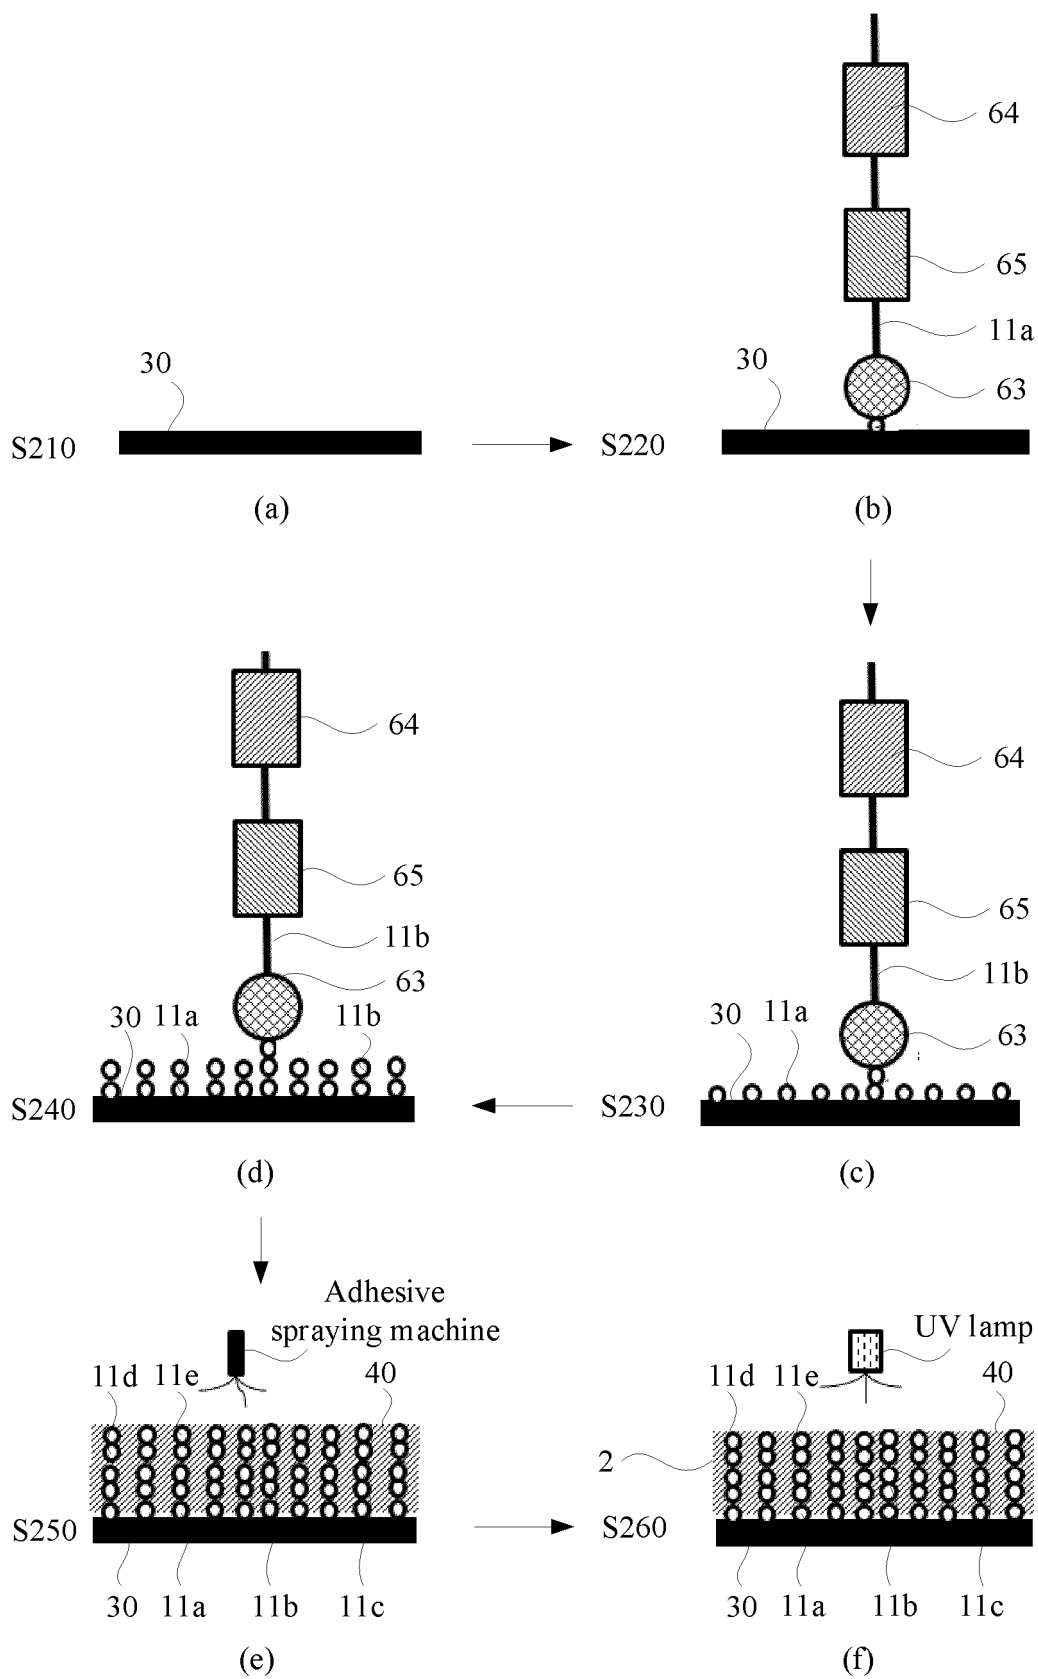 64
65
11a
30
30
63
S210
S220
(a)
(b)
64
64
65
65
11b
11b
63
30
11a
11b
30
11a
63
S240
S230
(d)
(c)
Adhesive
spraying machine
UV lamp
11d
11e
40
11d
11e
40
2
S250
S260
30
11a
11b
11c
30
11a
11b
11c
(e)
(f)